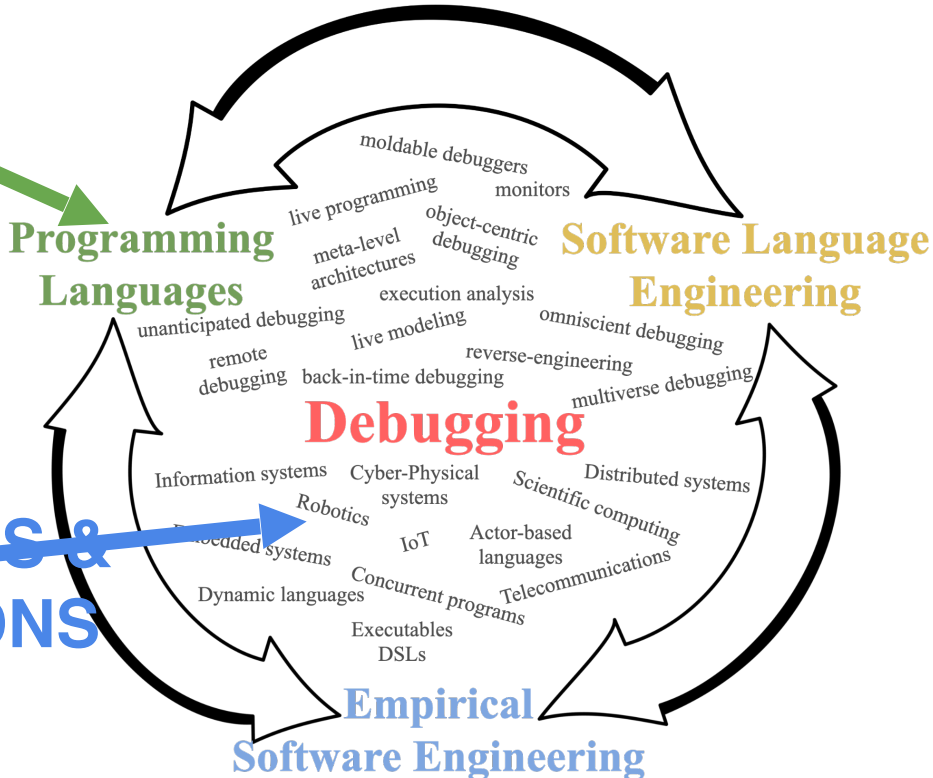 moldable debuggers
live programming
monitors
object-centric
debugging
meta-level
architectures
Programming
Languages
Software Language
Engineering
execution analysis
unanticipated debugging
live modeling
omniscient debugging
remote
debugging
reverse-engineering
back-in-time debugging
multiverse debugging
Debugging
Information systems
Cyber-Physical
systems
Scientific computing
Distributed systems
Robotics
IoT
Actor-based
languages
systems
&
Telecommunications
Dynamic languages
Concurrent programs
Executables
DSLs
Empirical
Software Engineering